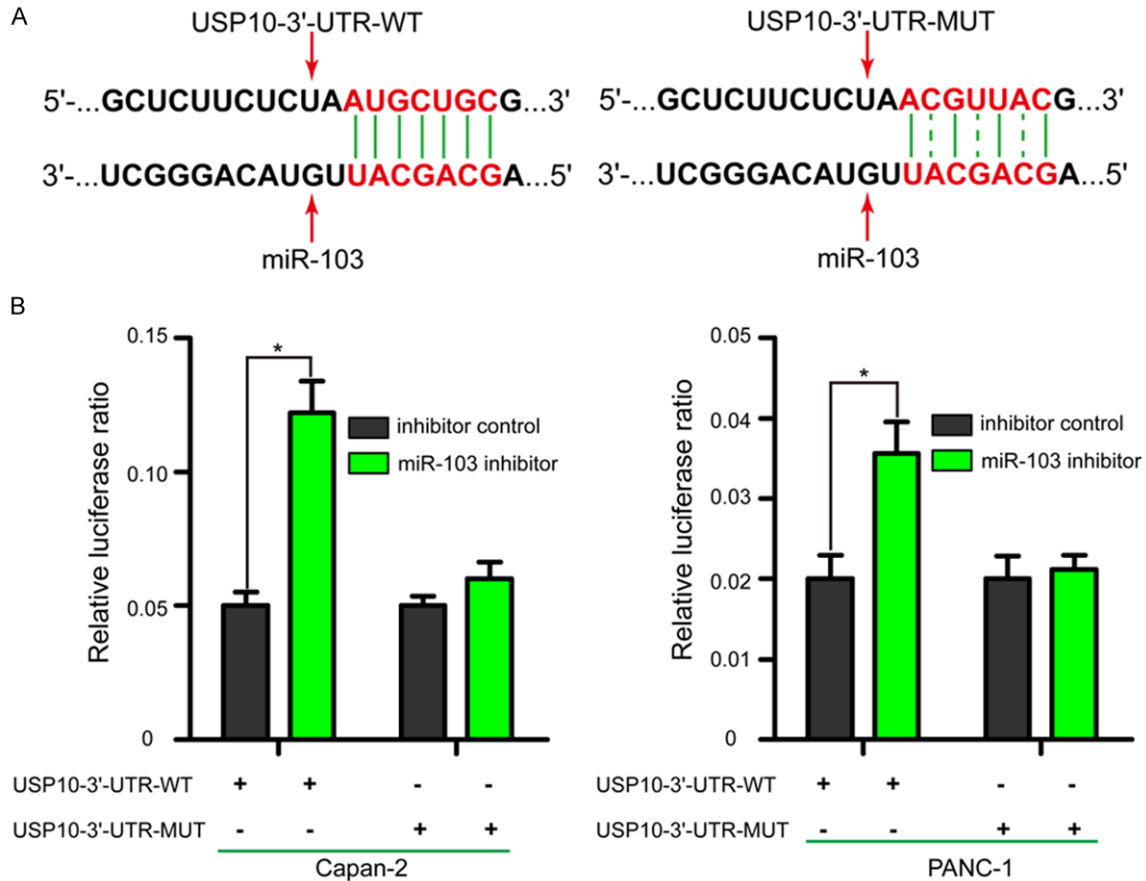 A
USP10-3'-UTR-WT
5'-...GCUCUUCUCUAAUGCUGCG...3'
3'-...UCGGGACAUGUUACGACGA...5'
miR-103
USP10-3'-UTR-MUT
5'-...GCUCUUCUCUAACGUUACG...3'
3'-...UCGGGACAUGUUACGACGA...5'
miR-103
B
Relative luciferase ratio
0.15
0.10
0.05
0
*
inhibitor control
miR-103 inhibitor
USP10-3'-UTR-WT + + - -
USP10-3'-UTR-MUT - - + +
Capan-2
Relative luciferase ratio
0.05
0.04
0.03
0.02
0.01
0
*
inhibitor control
miR-103 inhibitor
USP10-3'-UTR-WT + + - -
USP10-3'-UTR-MUT - - + +
PANC-1